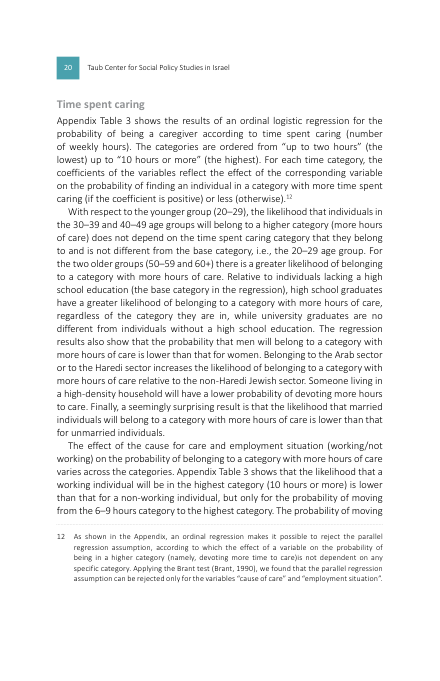 20 Taub Center for Social Policy Studies in Israel
Time spent caring
Appendix Table 3 shows the results of an ordinal logistic regression for the
probability of being a caregiver according to time spent caring (number
of weekly hours). The categories are ordered from “up to two hours” (the
lowest) up to “10 hours or more” (the highest). For each time category, the
coefficients of the variables reflect the effect of the corresponding variable
on the probability of finding an individual in a category with more time spent
caring (if the coefficient is positive) or less (otherwise).12
With respect to the younger group (20–29), the likelihood that individuals in
the 30–39 and 40–49 age groups will belong to a higher category (more hours
of care) does not depend on the time spent caring category that they belong
to and is not different from the base category, i.e., the 20–29 age group. For
the two older groups (50–59 and 60+) there is a greater likelihood of belonging
to a category with more hours of care. Relative to individuals lacking a high
school education (the base category in the regression), high school graduates
have a greater likelihood of belonging to a category with more hours of care,
regardless of the category they are in, while university graduates are no
different from individuals without a high school education. The regression
results also show that the probability that men will belong to a category with
more hours of care is lower than that for women. Belonging to the Arab sector
or to the Haredi sector increases the likelihood of belonging to a category with
more hours of care relative to the non-Haredi Jewish sector. Someone living in
a high-density household will have a lower probability of devoting more hours
to care. Finally, a seemingly surprising result is that the likelihood that married
individuals will belong to a category with more hours of care is lower than that
for unmarried individuals.
The effect of the cause for care and employment situation (working/not
working) on the probability of belonging to a category with more hours of care
varies across the categories. Appendix Table 3 shows that the likelihood that a
working individual will be in the highest category (10 hours or more) is lower
than that for a non-working individual, but only for the probability of moving
from the 6–9 hours category to the highest category. The probability of moving
12 As shown in the Appendix, an ordinal regression makes it possible to reject the parallel
regression assumption, according to which the effect of a variable on the probability of
being in a higher category (namely, devoting more time to care)is not dependent on any
specific category. Applying the Brant test (Brant, 1990), we found that the parallel regression
assumption can be rejected only for the variables “cause of care” and “employment situation”.